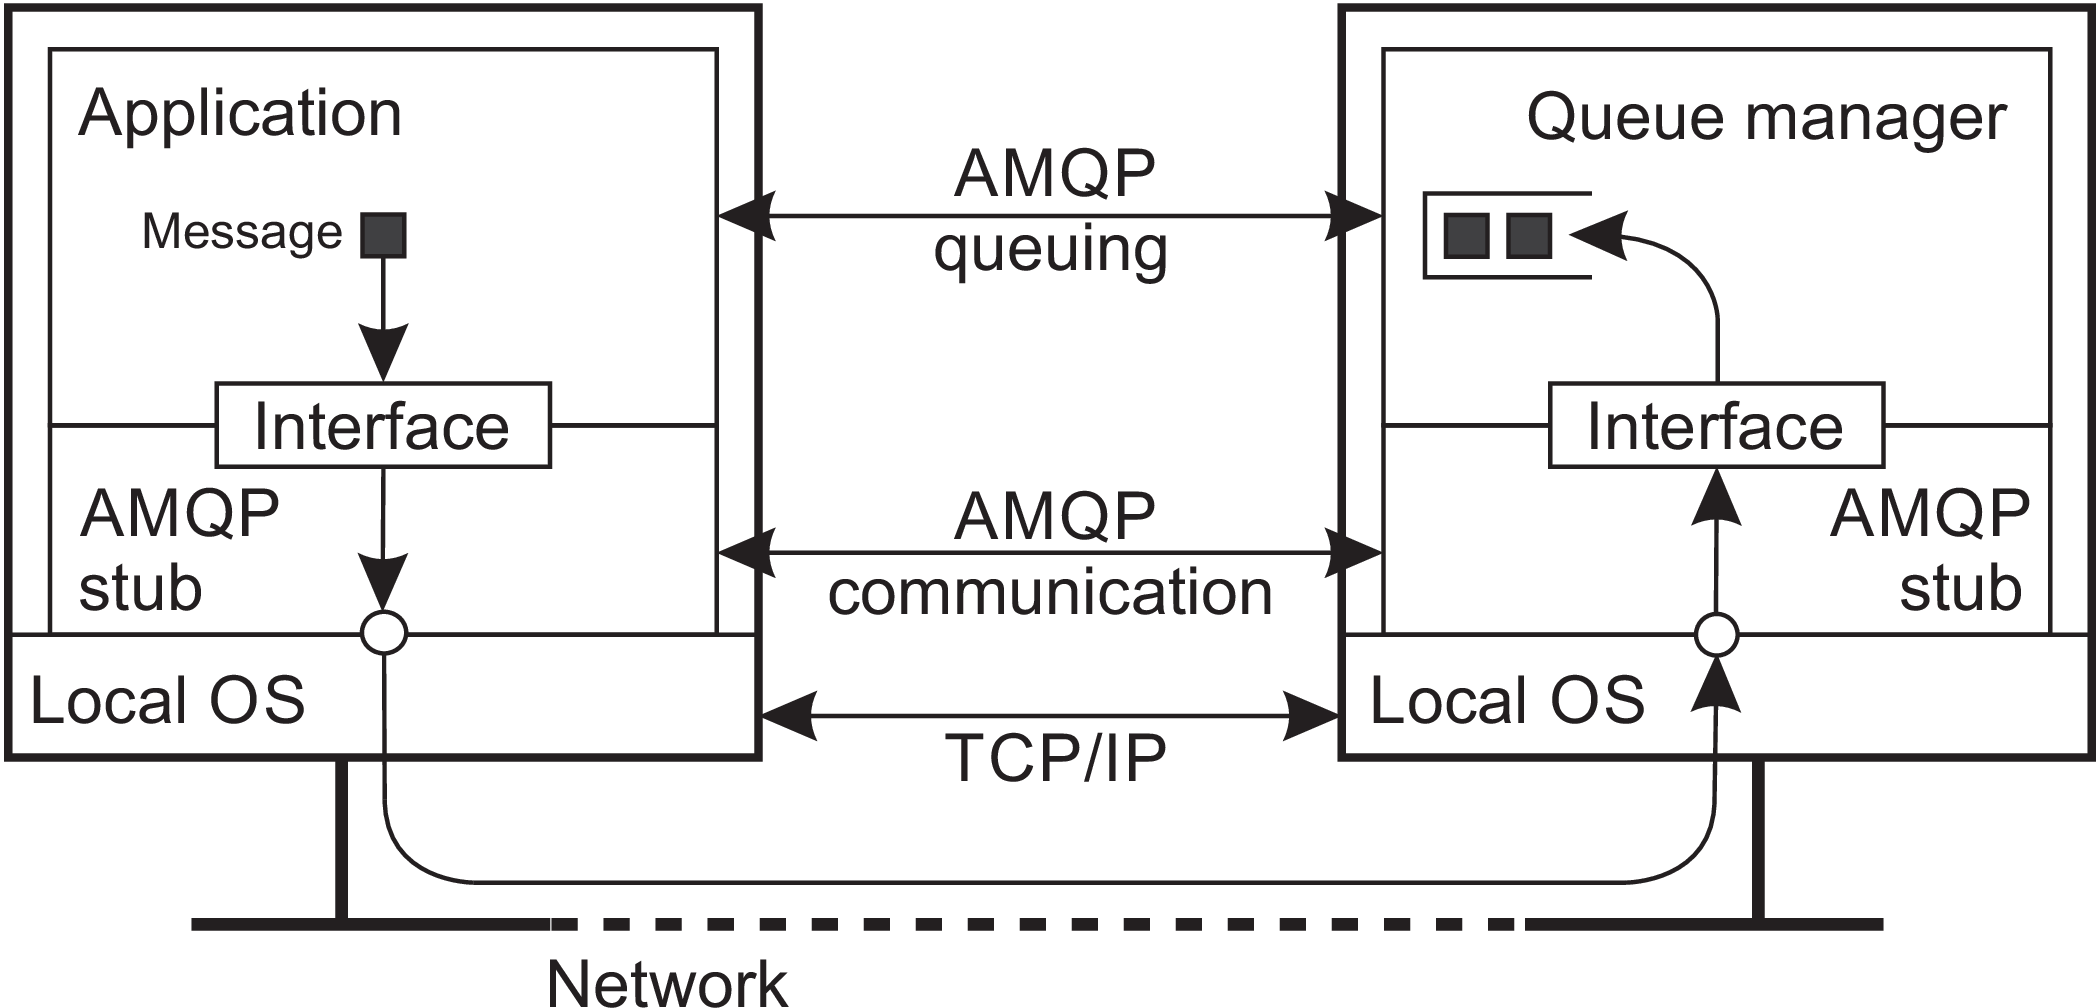 Application
Message
Interface
AMQP
stub
Local OS
AMQP
queuing
AMQP
communication
TCP/IP
Queue manager
Interface
AMQP
stub
Local OS
Network